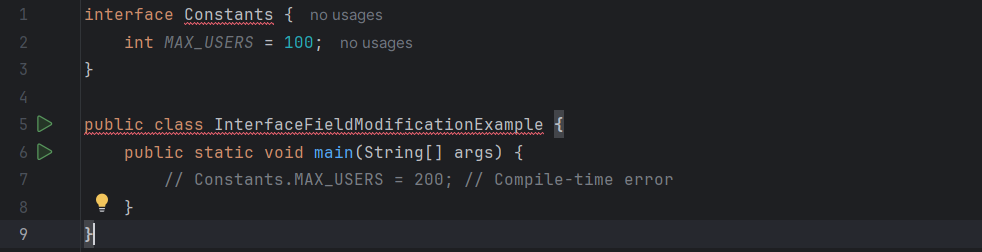 1 interface Constants { no usages
2 int MAX_USERS = 100; no usages
3 }
4
5 public class InterfaceFieldModificationExample {
6 public static void main(String[] args) {
7 // Constants.MAX_USERS = 200; // Compile-time error
8 }
9 }